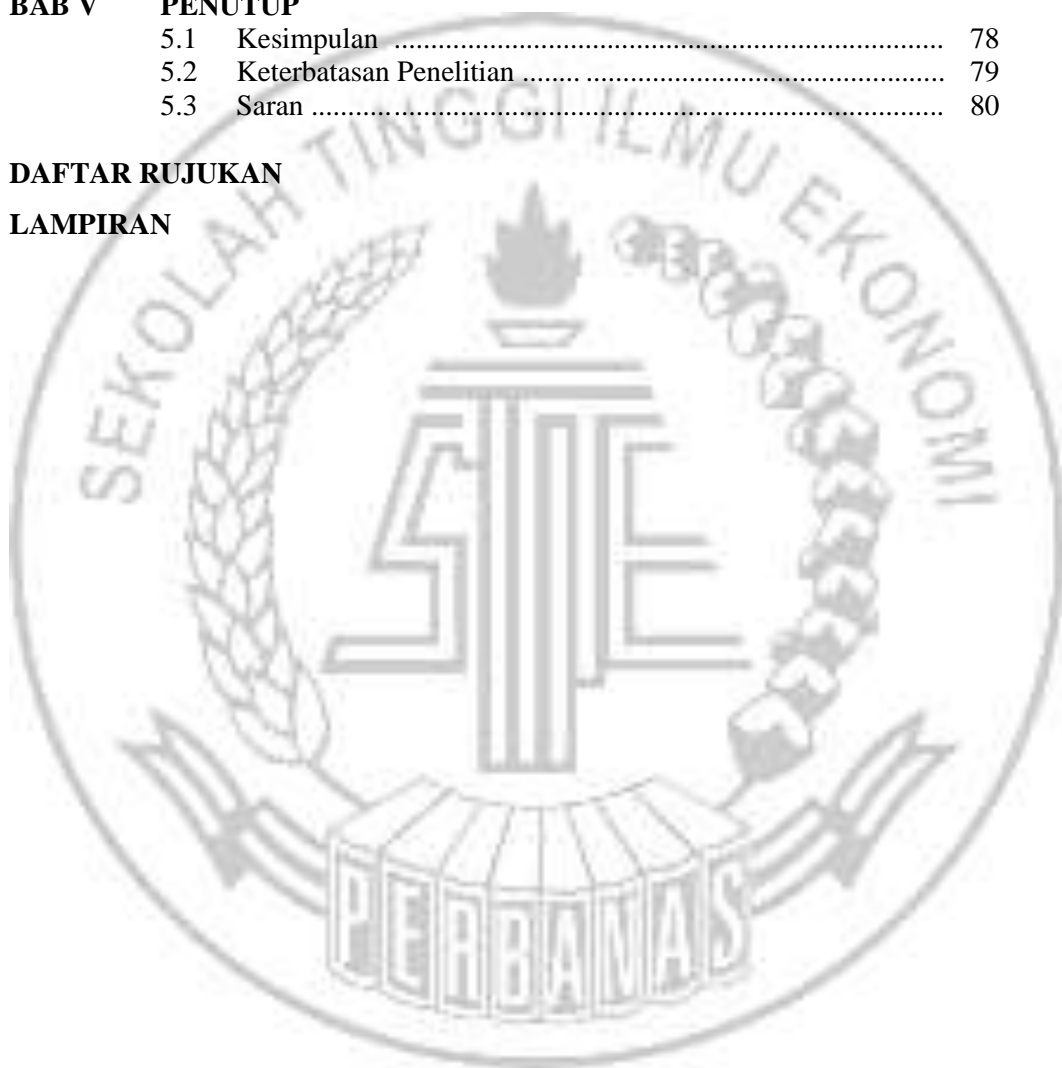 BAB V PENUTUP
5.1 Kesimpulan ............................................................................................ 78
5.2 Keterbatasan Penelitian ........ ............................................................ 79
5.3 Saran ........... ............................................................................................ 80
DAFTAR RUJUKAN
LAMPIRAN
SEKOLAH TINGGI ILMU EKONOMI
STIE
PERBANAS